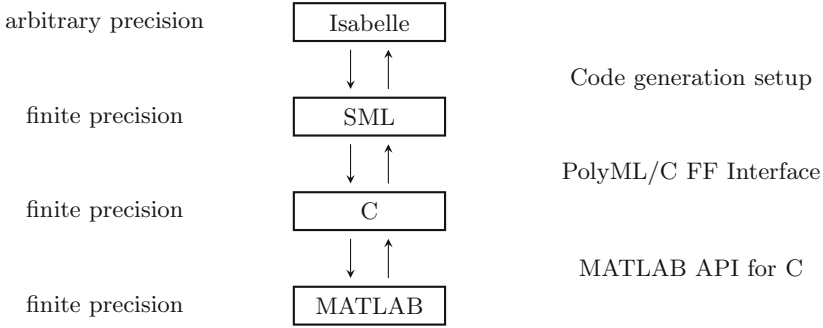 arbitrary precision Isabelle
Code generation setup
finite precision SML
PolyML/C FF Interface
finite precision C
MATLAB API for C
finite precision MATLAB